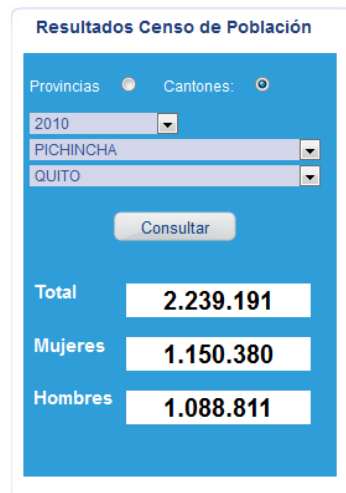 Resultados Censo de Población
Provincias Cantones:
2010
PICHINCHA
QUITO
Consultar
Total 2.239.191
Mujeres 1.150.380
Hombres 1.088.811